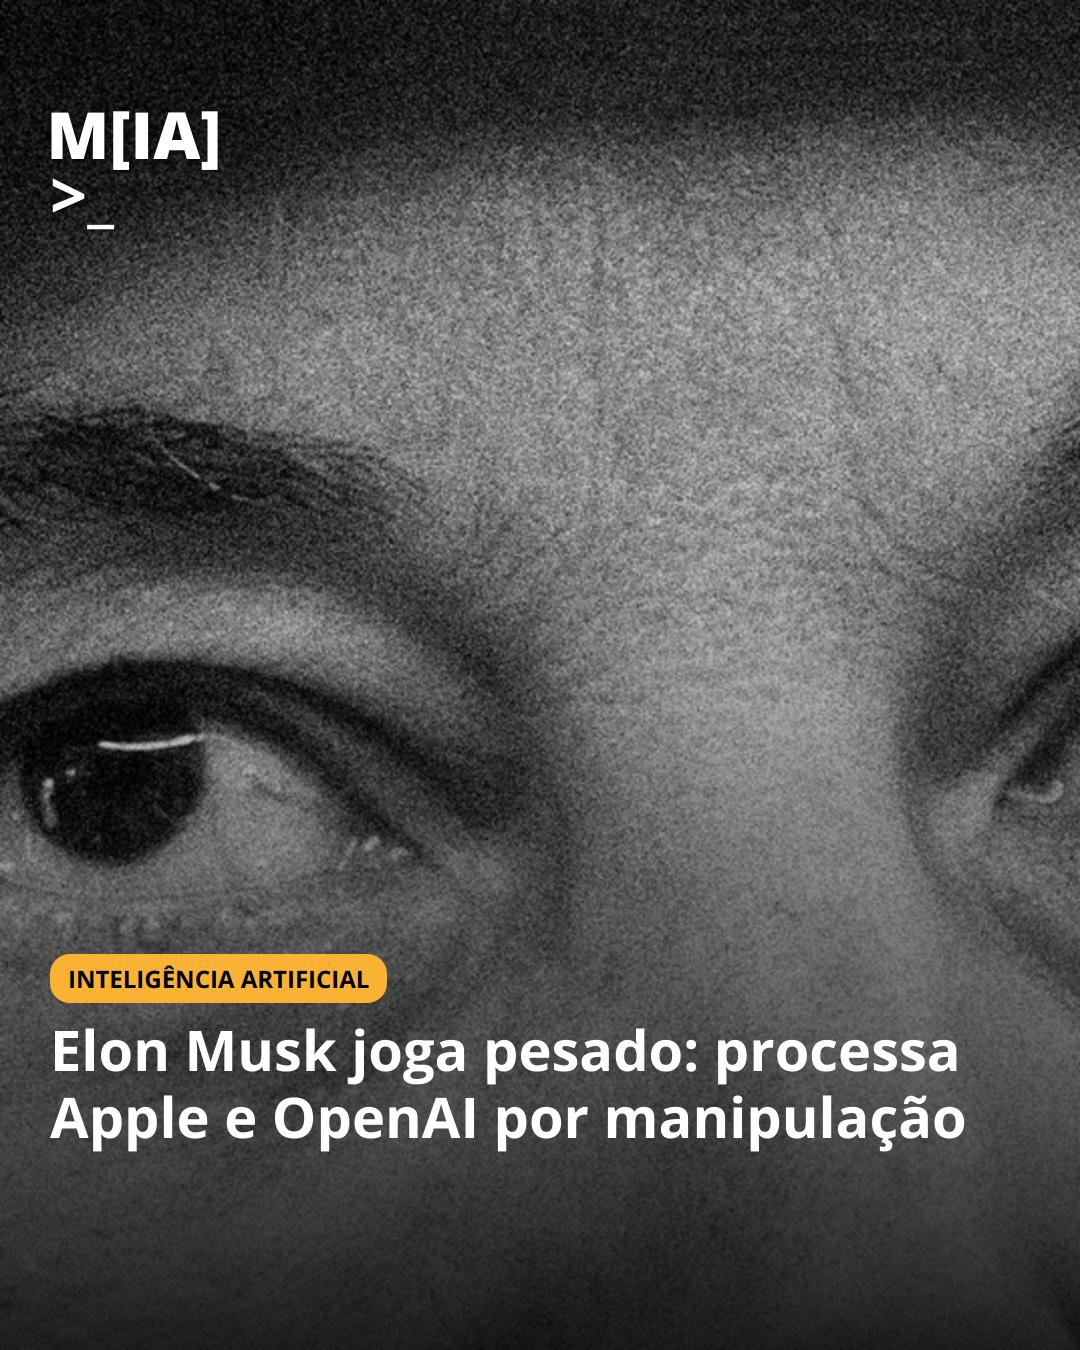 M[IA]
>_
INTELIGÊNCIA ARTIFICIAL
Elon Musk joga pesado: processa
Apple e OpenAI por manipulação